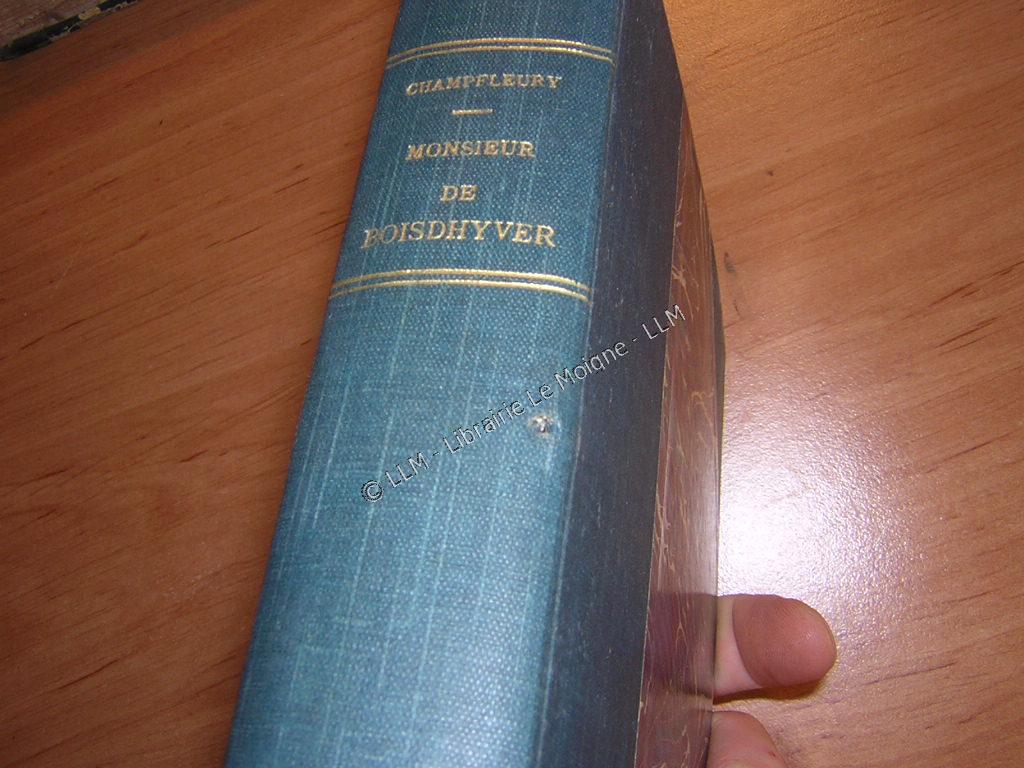 CHAMPFLEURY
MONSIEUR
DE
BOISDHYVER
© LLM - Librairie Le Moigne - LLM